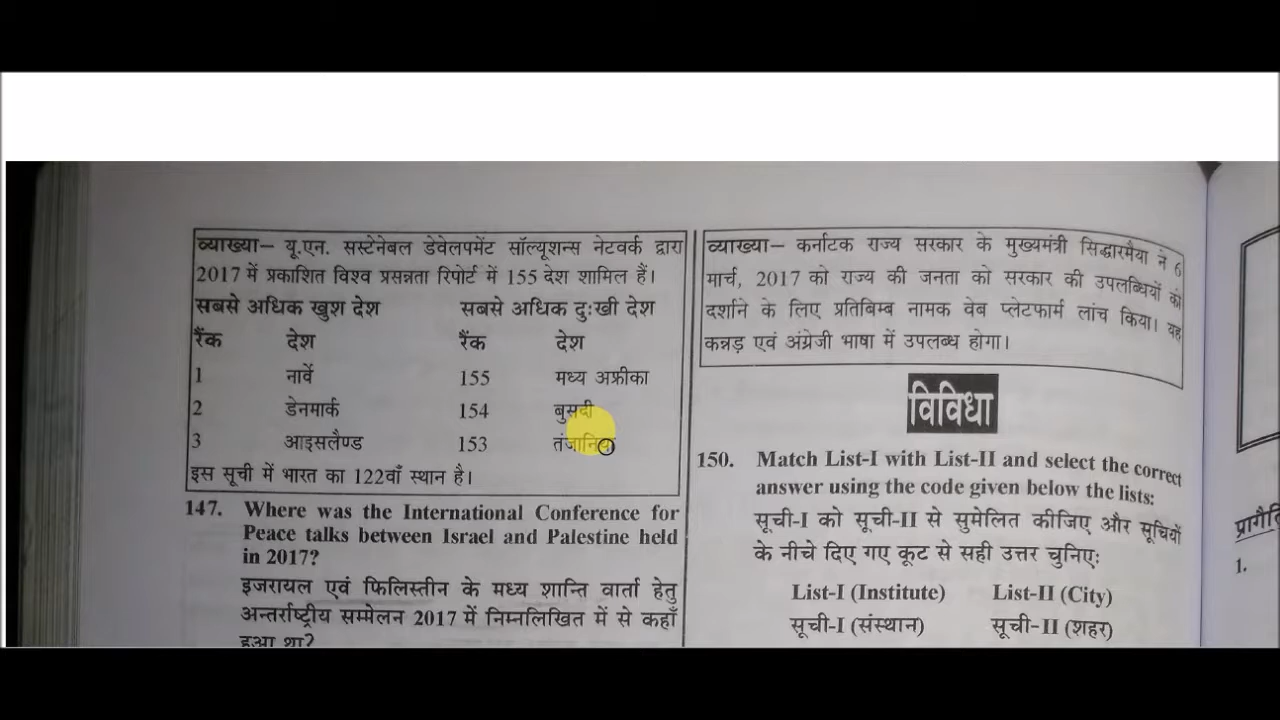 व्याख्या– यू.एन. सस्टेनेबल डेवेलपमेंट सॉल्यूशन्स नेटवर्क द्वारा
2017 में प्रकाशित विश्व प्रसन्नता रिपोर्ट में 155 देश शामिल हैं।
सबसे अधिक खुश देश सबसे अधिक दुःखी देश
रैंक देश रैंक देश
1 नार्वे 155 मध्य अफ्रीका
2 डेनमार्क 154 बुसदी
3 आइसलैण्ड 153 तंजानिया
इस सूची में भारत का 122वाँ स्थान है।
147. Where was the International Conference for
Peace talks between Israel and Palestine held
in 2017?
इजरायल एवं फिलिस्तीन के मध्य शान्ति वार्ता हेतु
अन्तर्राष्ट्रीय सम्मेलन 2017 में निम्नलिखित में से कहाँ
हुआ था?
व्याख्या– कर्नाटक राज्य सरकार के मुख्यमंत्री सिद्धारमैया ने 6
मार्च, 2017 को राज्य की जनता को सरकार की उपलब्धियों को
दर्शाने के लिए प्रतिबिम्ब नामक वेब प्लेटफार्म लांच किया। यह
कन्नड़ एवं अंग्रेजी भाषा में उपलब्ध होगा।
विविधा
150. Match List-I with List-II and select the correct
answer using the code given below the lists:
सूची-I को सूची-II से सुमेलित कीजिए और सूचियों
के नीचे दिए गए कूट से सही उत्तर चुनिए:
List-I (Institute) List-II (City)
सूची-I (संस्थान) सूची-II (शहर)
1.